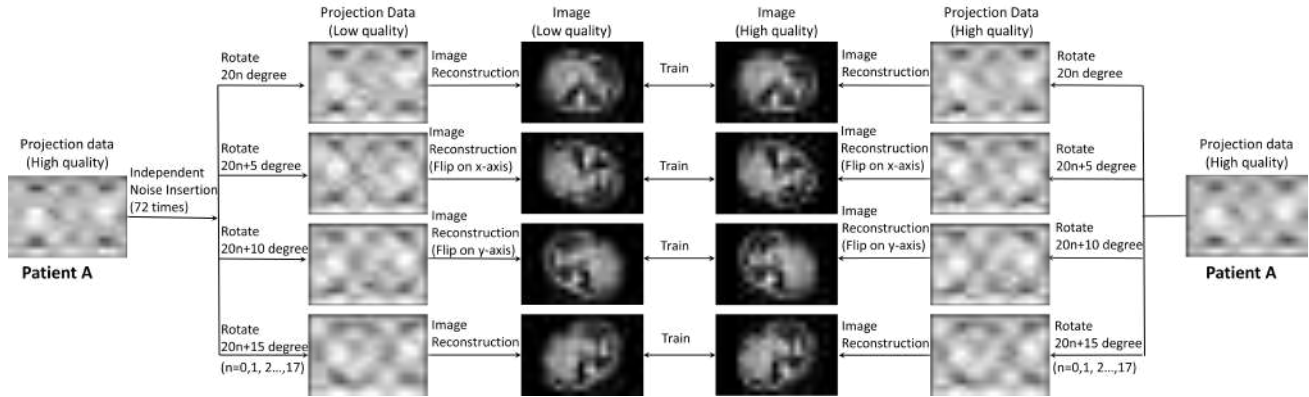 Projection Data
(Low quality)
Image
(Low quality)
Image
(High quality)
Projection Data
(High quality)
Rotate
20n degree
Image
Reconstruction
Train
Image
Reconstruction
Rotate
20n degree
Projection data
(High quality)
Independent
Noise Insertion
(72 times)
Patient A
Rotate
20n+5 degree
Image
Reconstruction
(Flip on x-axis)
Train
Image
Reconstruction
(Flip on x-axis)
Rotate
20n+5 degree
Projection data
(High quality)
Patient A
Rotate
20n+10 degree
Image
Reconstruction
(Flip on y-axis)
Train
Image
Reconstruction
(Flip on y-axis)
Rotate
20n+10 degree
Rotate
20n+15 degree
(n=0,1, 2...,17)
Image
Reconstruction
Train
Image
Reconstruction
Rotate
20n+15 degree
(n=0,1, 2...,17)